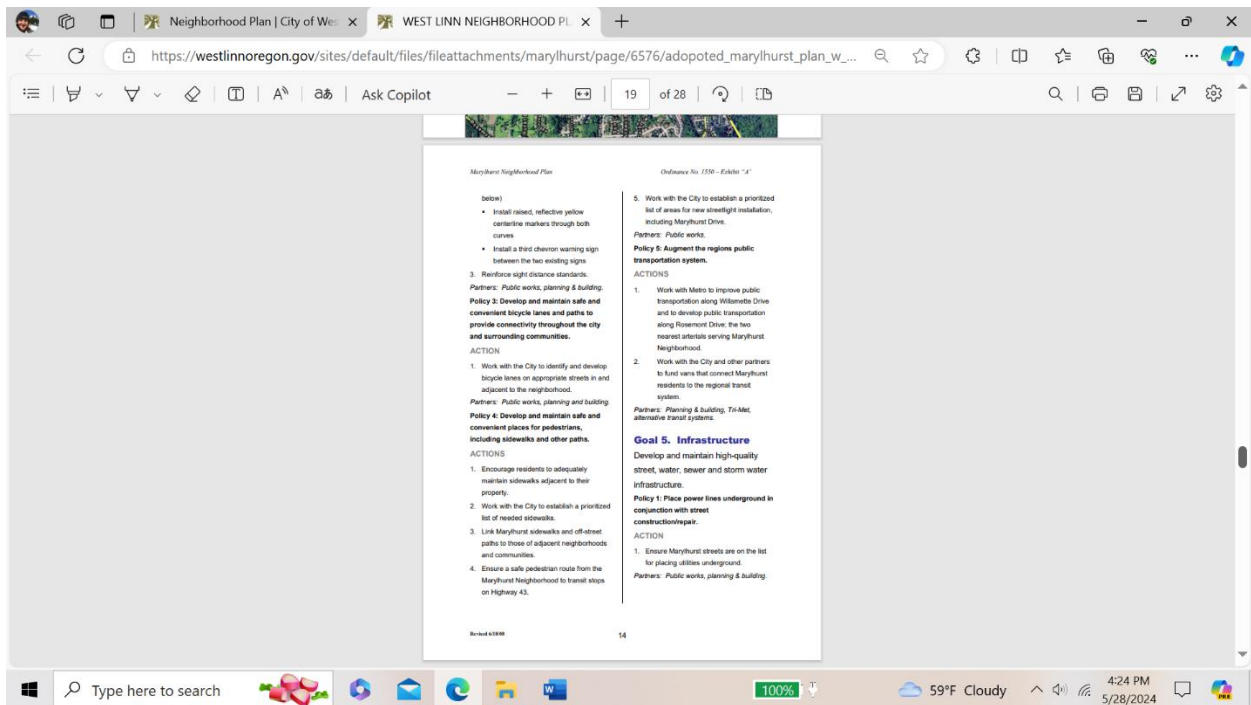 Neighborhood Plan | City of Wes
WEST LINN NEIGHBORHOOD PL
https://westlinnoregon.gov/sites/default/files/fileattachments/marylhurst/page/6576/adopoted_marylhurst_plan_w_...
Ask Copilot
19 of 28
Marylhurst Neighborhood Plan
Ordinance No. 1550 – Exhibit "A"
below)
▪ Install raised, reflective yellow
centerline markers through both
curves
▪ Install a third chevron warning sign
between the two existing signs
3. Reinforce sight distance standards.
Partners: Public works, planning & building.
Policy 3: Develop and maintain safe and
convenient bicycle lanes and paths to
provide connectivity throughout the city
and surrounding communities.
ACTION
1. Work with the City to identify and develop
bicycle lanes on appropriate streets in and
adjacent to the neighborhood.
Partners: Public works, planning and building.
Policy 4: Develop and maintain safe and
convenient places for pedestrians,
including sidewalks and other paths.
ACTIONS
1. Encourage residents to adequately
maintain sidewalks adjacent to their
property.
2. Work with the City to establish a prioritized
list of needed sidewalks.
3. Link Marylhurst sidewalks and off-street
paths to those of adjacent neighborhoods
and communities.
4. Ensure a safe pedestrian route from the
Marylhurst Neighborhood to transit stops
on Highway 43.
5. Work with the City to establish a prioritized
list of areas for new streetlight installation,
including Marylhurst Drive.
Partners: Public works.
Policy 5: Augment the regions public
transportation system.
ACTIONS
1. Work with Metro to improve public
transportation along Willamette Drive
and to develop public transportation
along Rosemont Drive; the two
nearest arterials serving Marylhurst
Neighborhood.
2. Work with the City and other partners
to fund vans that connect Marylhurst
residents to the regional transit
system.
Partners: Planning & building, Tri-Met,
alternative transit systems.
Goal 5. Infrastructure
Develop and maintain high-quality
street, water, sewer and storm water
infrastructure.
Policy 1: Place power lines underground in
conjunction with street
construction/repair.
ACTION
1. Ensure Marylhurst streets are on the list
for placing utilities underground.
Partners: Public works, planning & building.
Revised
14
Type here to search
100%
59°F Cloudy
4:24 PM
5/28/2024
PRE